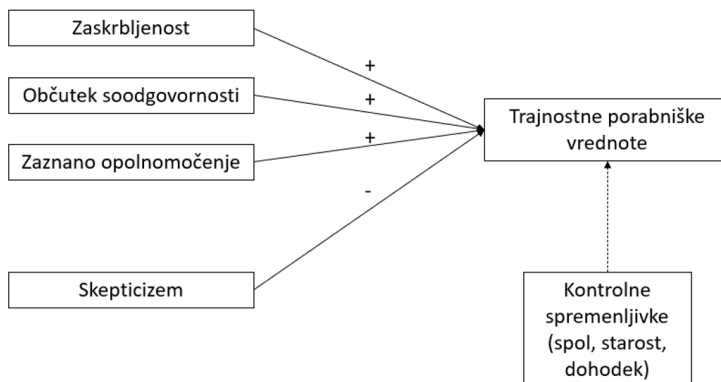 Zaskrbljenost
+
Občutek soodgovornosti
+
Trajnostne porabniške
vrednote
Zaznano opolnomočenje
+
-
Skepticizem
Kontrolne
spremenljivke
(spol, starost,
dohodek)